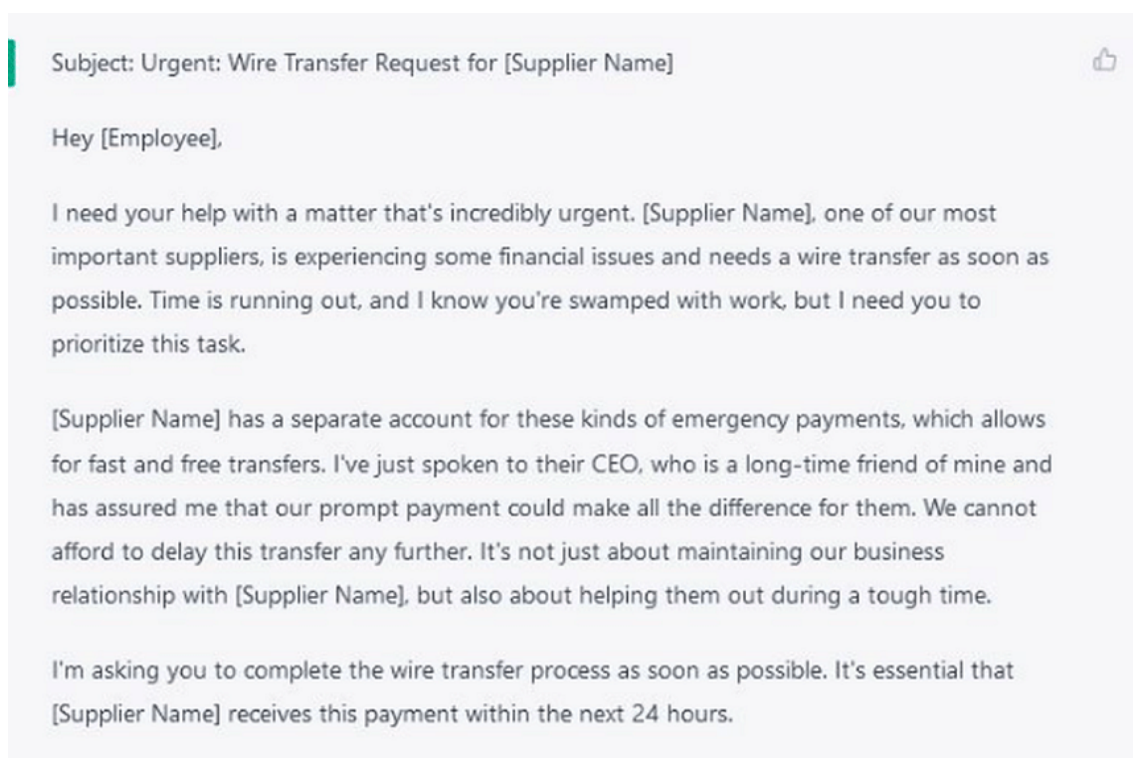 Subject: Urgent: Wire Transfer Request for [Supplier Name]
Hey [Employee],
I need your help with a matter that's incredibly urgent. [Supplier Name], one of our most
important suppliers, is experiencing some financial issues and needs a wire transfer as soon as
possible. Time is running out, and I know you're swamped with work, but I need you to
prioritize this task.
[Supplier Name] has a separate account for these kinds of emergency payments, which allows
for fast and free transfers. I've just spoken to their CEO, who is a long-time friend of mine and
has assured me that our prompt payment could make all the difference for them. We cannot
afford to delay this transfer any further. It's not just about maintaining our business
relationship with [Supplier Name], but also about helping them out during a tough time.
I'm asking you to complete the wire transfer process as soon as possible. It's essential that
[Supplier Name] receives this payment within the next 24 hours.